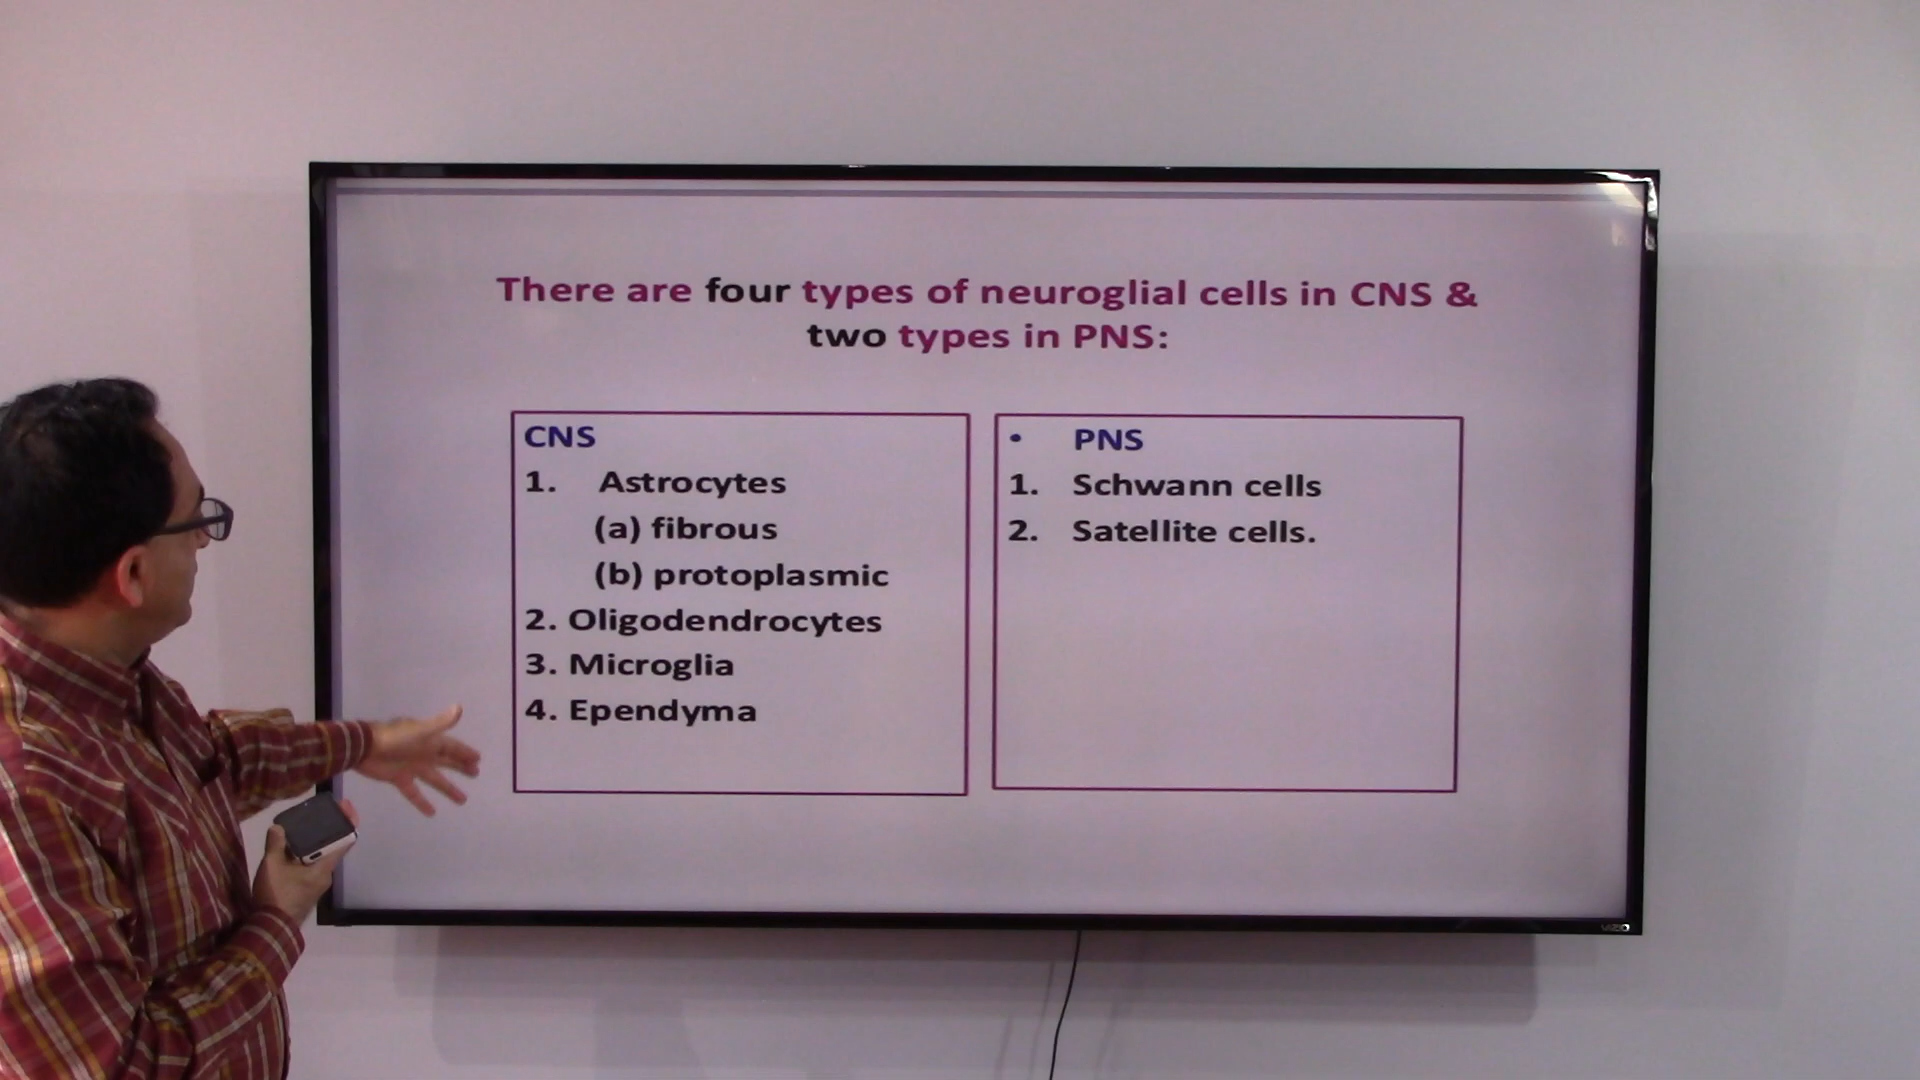 There are four types of neuroglial cells in CNS &
two types in PNS:
CNS
1. Astrocytes
(a) fibrous
(b) protoplasmic
2. Oligodendrocytes
3. Microglia
4. Ependyma
• PNS
1. Schwann cells
2. Satellite cells.
VIZIO